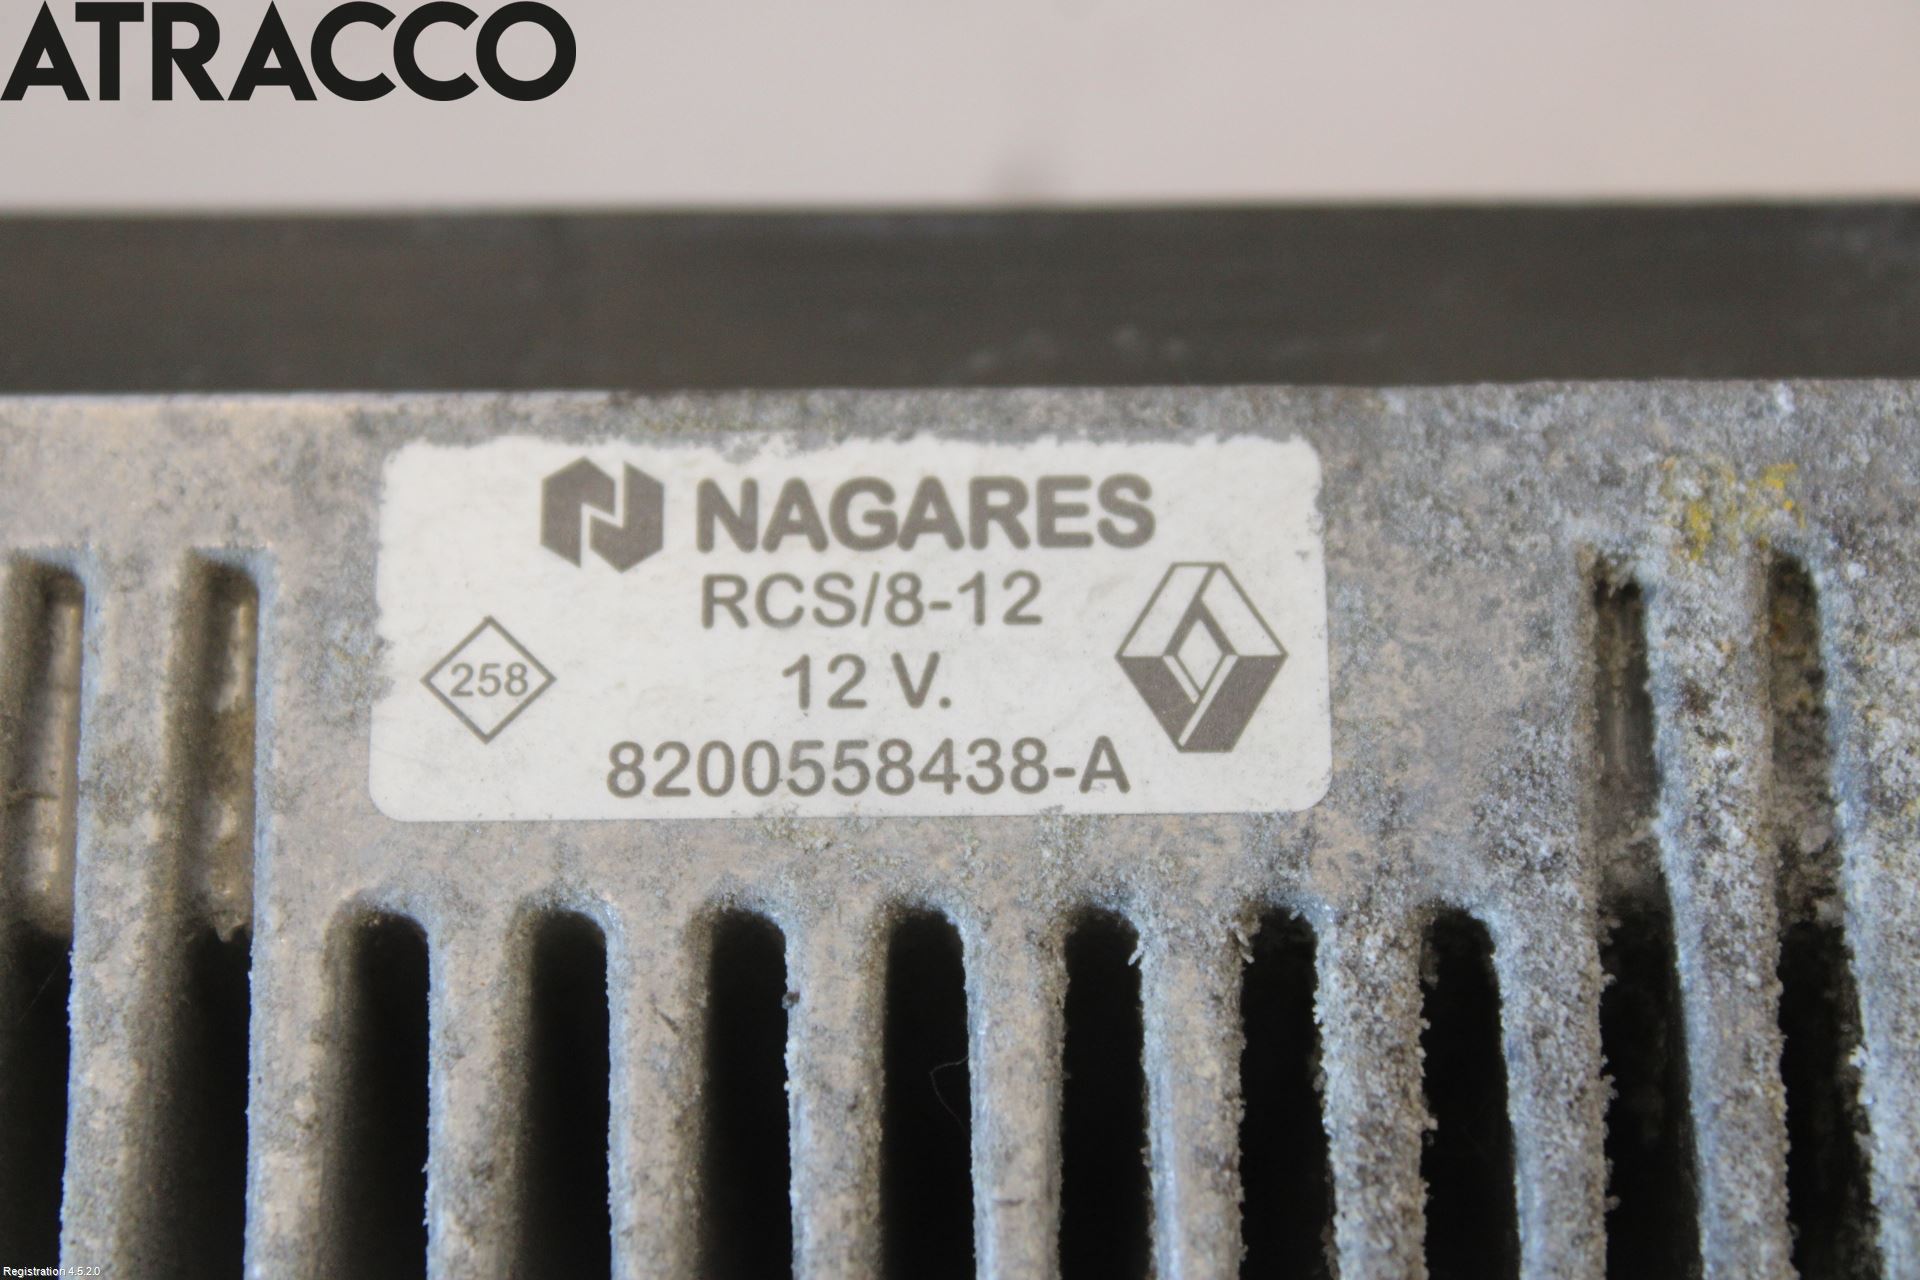 ATRACCO
NAGARES
RCS/8-12
258
12 V.
8200558438-A
Registration 4.5.2.0